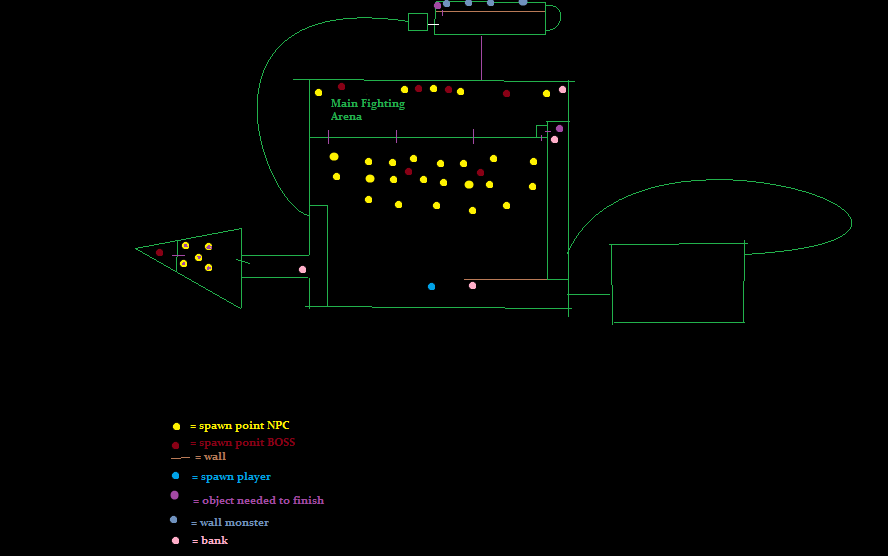 Main Fighting
Arena
= spawn point NPC
= spawn ponit BOSS
= wall
= spawn player
= object needed to finish
= wall monster
= bank